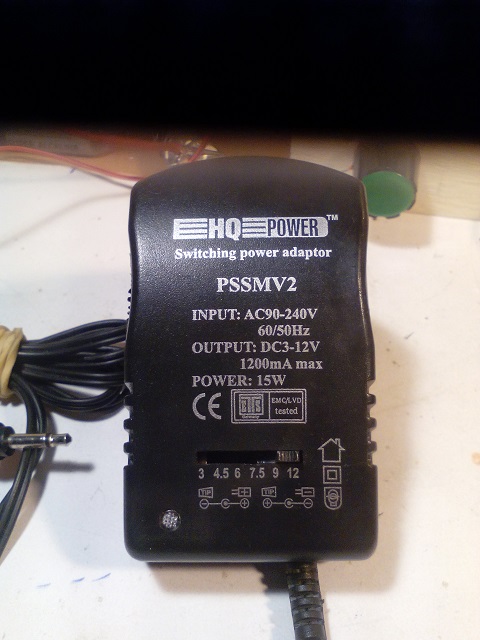 HQ POWER™
Switching power adaptor
PSSMV2
INPUT: AC90-240V
60/50Hz
OUTPUT: DC3-12V
1200mA max
POWER: 15W
CE
EMC/LVD
tested
3 4.5 6 7.5 9 12
TIP TIP